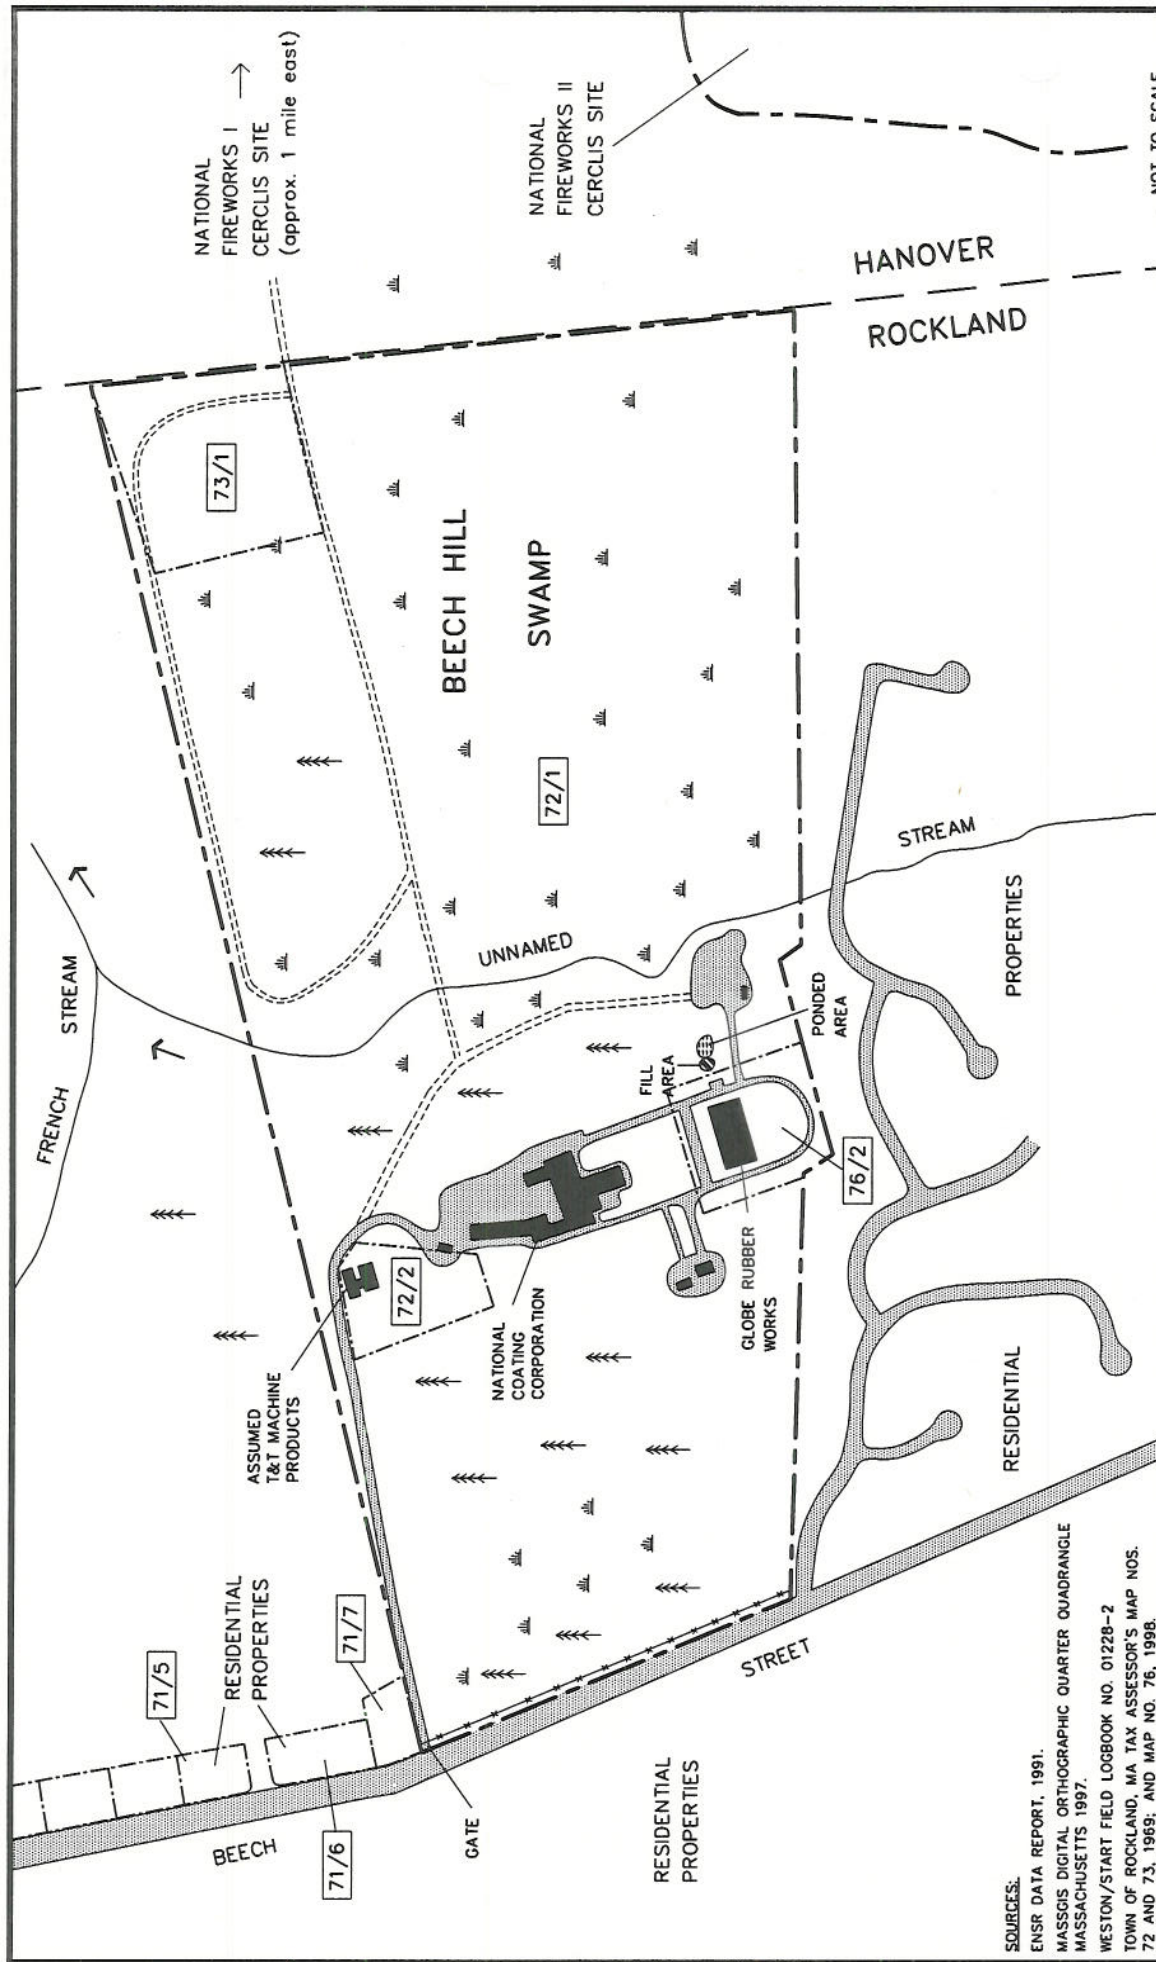 NATIONAL
FIREWORKS I →
CERCLIS SITE
(approx. 1 mile east)
NATIONAL
FIREWORKS II
CERCLIS SITE
HANOVER
ROCKLAND
73/1
BEECH HILL
SWAMP
72/1
FRENCH
STREAM
UNNAMED
STREAM
FILL
AREA
PONDED
AREA
76/2
GLOBE RUBBER
WORKS
NATIONAL
COATING
CORPORATION
72/2
ASSUMED
T&T MACHINE
PRODUCTS
71/5
RESIDENTIAL
PROPERTIES
71/7
71/6
BEECH
STREET
GATE
RESIDENTIAL
PROPERTIES
RESIDENTIAL
PROPERTIES
SOURCES:
ENSR DATA REPORT, 1991.
MASSGIS DIGITAL ORTHOGRAPHIC QUARTER QUADRANGLE
MASSACHUSETTS 1997.
WESTON/START FIELD LOGBOOK NO. 01228-2
TOWN OF ROCKLAND, MA TAX ASSESSOR'S MAP NOS.
72 AND 73, 1969; AND MAP NO. 76, 1998.
NOT TO SCALE